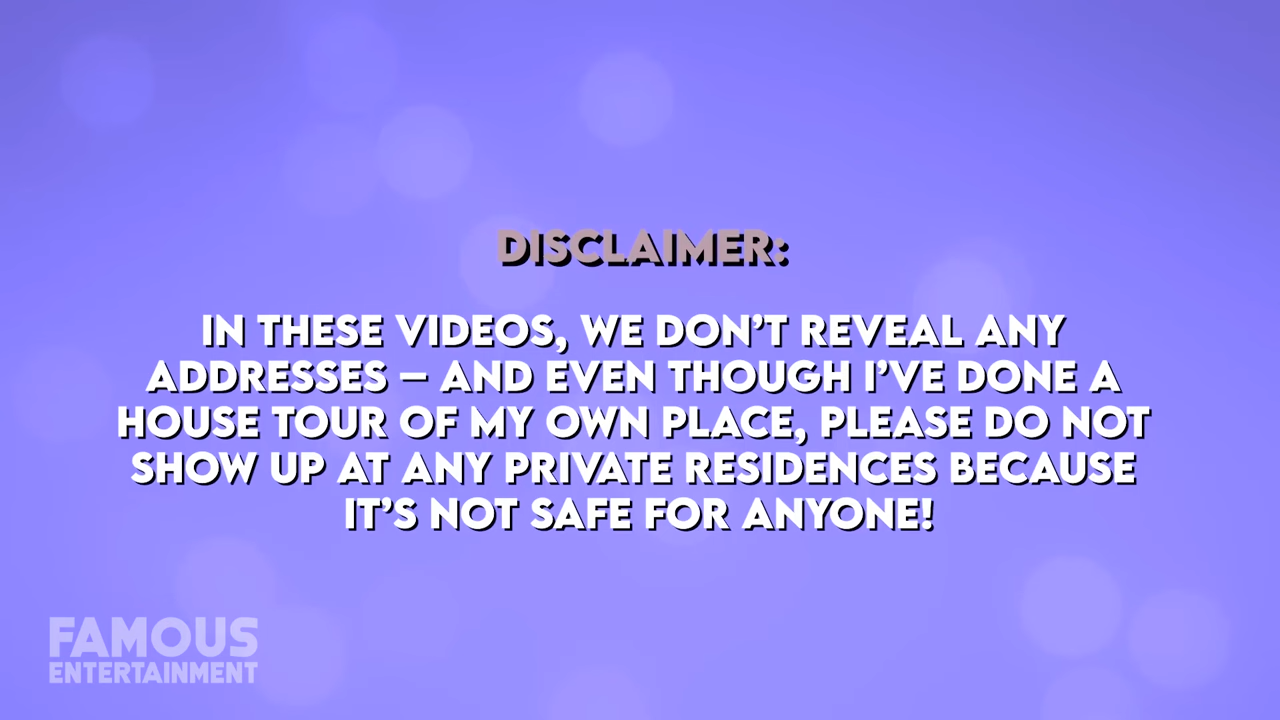 DISCLAIMER:
IN THESE VIDEOS, WE DON'T REVEAL ANY
ADDRESSES – AND EVEN THOUGH I'VE DONE A
HOUSE TOUR OF MY OWN PLACE, PLEASE DO NOT
SHOW UP AT ANY PRIVATE RESIDENCES BECAUSE
IT'S NOT SAFE FOR ANYONE!
FAMOUS
ENTERTAINMENT